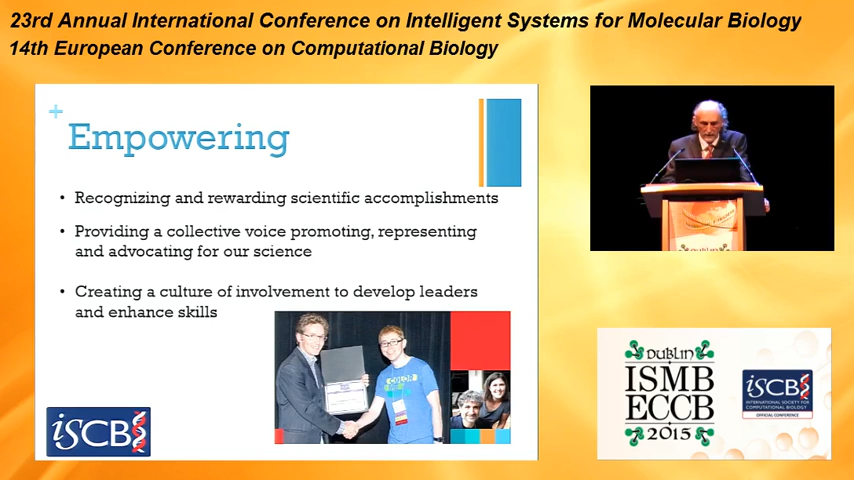 23rd Annual International Conference on Intelligent Systems for Molecular Biology
14th European Conference on Computational Biology
+
Empowering
• Recognizing and rewarding scientific accomplishments
• Providing a collective voice promoting, representing
and advocating for our science
• Creating a culture of involvement to develop leaders
and enhance skills
COLOR
iSCB
DUBLIN
DUBLIN
ISMB
ECCB
2015
iSCB
INTERNATIONAL SOCIETY FOR
COMPUTATIONAL BIOLOGY
OFFICIAL CONFERENCE